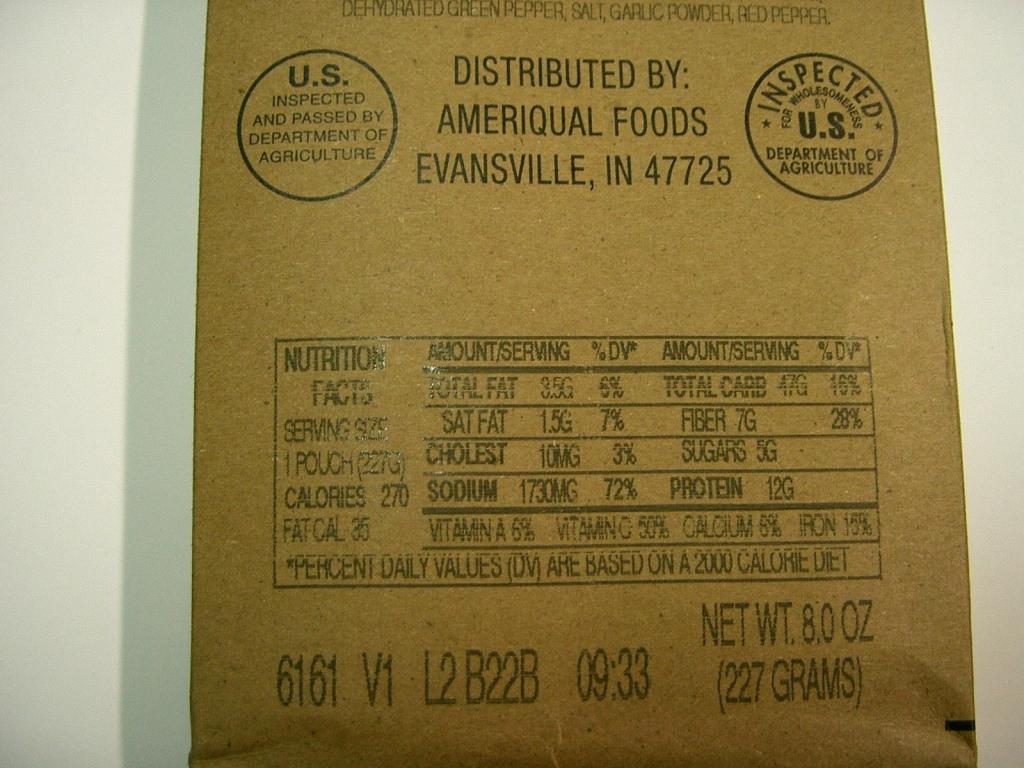 DEHYDRATED GREEN PEPPER, SALT, GARLIC POWDER, RED PEPPER.
U.S.
INSPECTED
AND PASSED BY
DEPARTMENT OF
AGRICULTURE
DISTRIBUTED BY:
AMERIQUAL FOODS
EVANSVILLE, IN 47725
INSPECTED
FOR WHOLESOMENESS
BY
U.S.
DEPARTMENT OF
AGRICULTURE
NUTRITION
FACTS
SERVING SIZE
1 POUCH (227G)
CALORIES 270
FAT CAL 35
AMOUNT/SERVING %DV* AMOUNT/SERVING %DV*
TOTAL FAT 3.5G 6% TOTAL CARB 47G 16%
SAT FAT 1.5G 7% FIBER 7G 28%
CHOLEST 10MG 3% SUGARS 5G
SODIUM 1730MG 72% PROTEIN 12G
VITAMIN A 6% VITAMIN C 50% CALCIUM 6% IRON 15%
*PERCENT DAILY VALUES (DV) ARE BASED ON A 2000 CALORIE DIET
NET WT. 8.0 OZ
(227 GRAMS)
6161 V1 L2 B22B 09:33